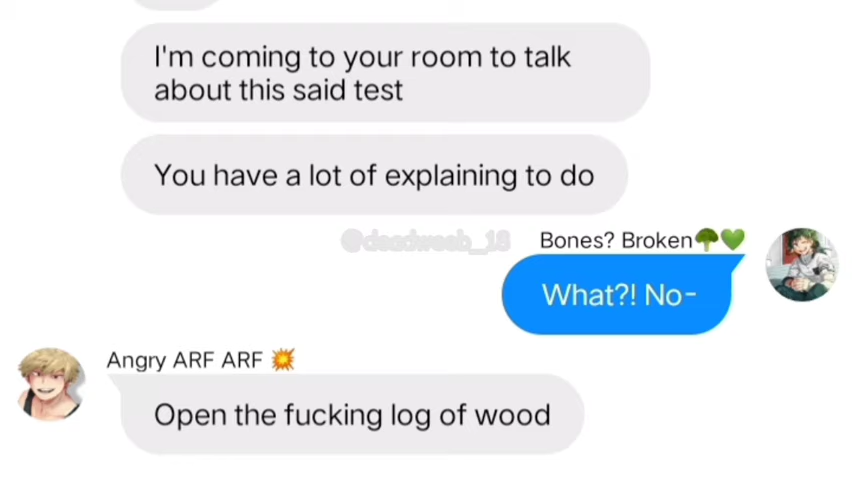 I'm coming to your room to talk
about this said test
You have a lot of explaining to do
@deadweeb_18
Bones? Broken🥦💚
What?! No-
Angry ARF ARF 💥
Open the fucking log of wood